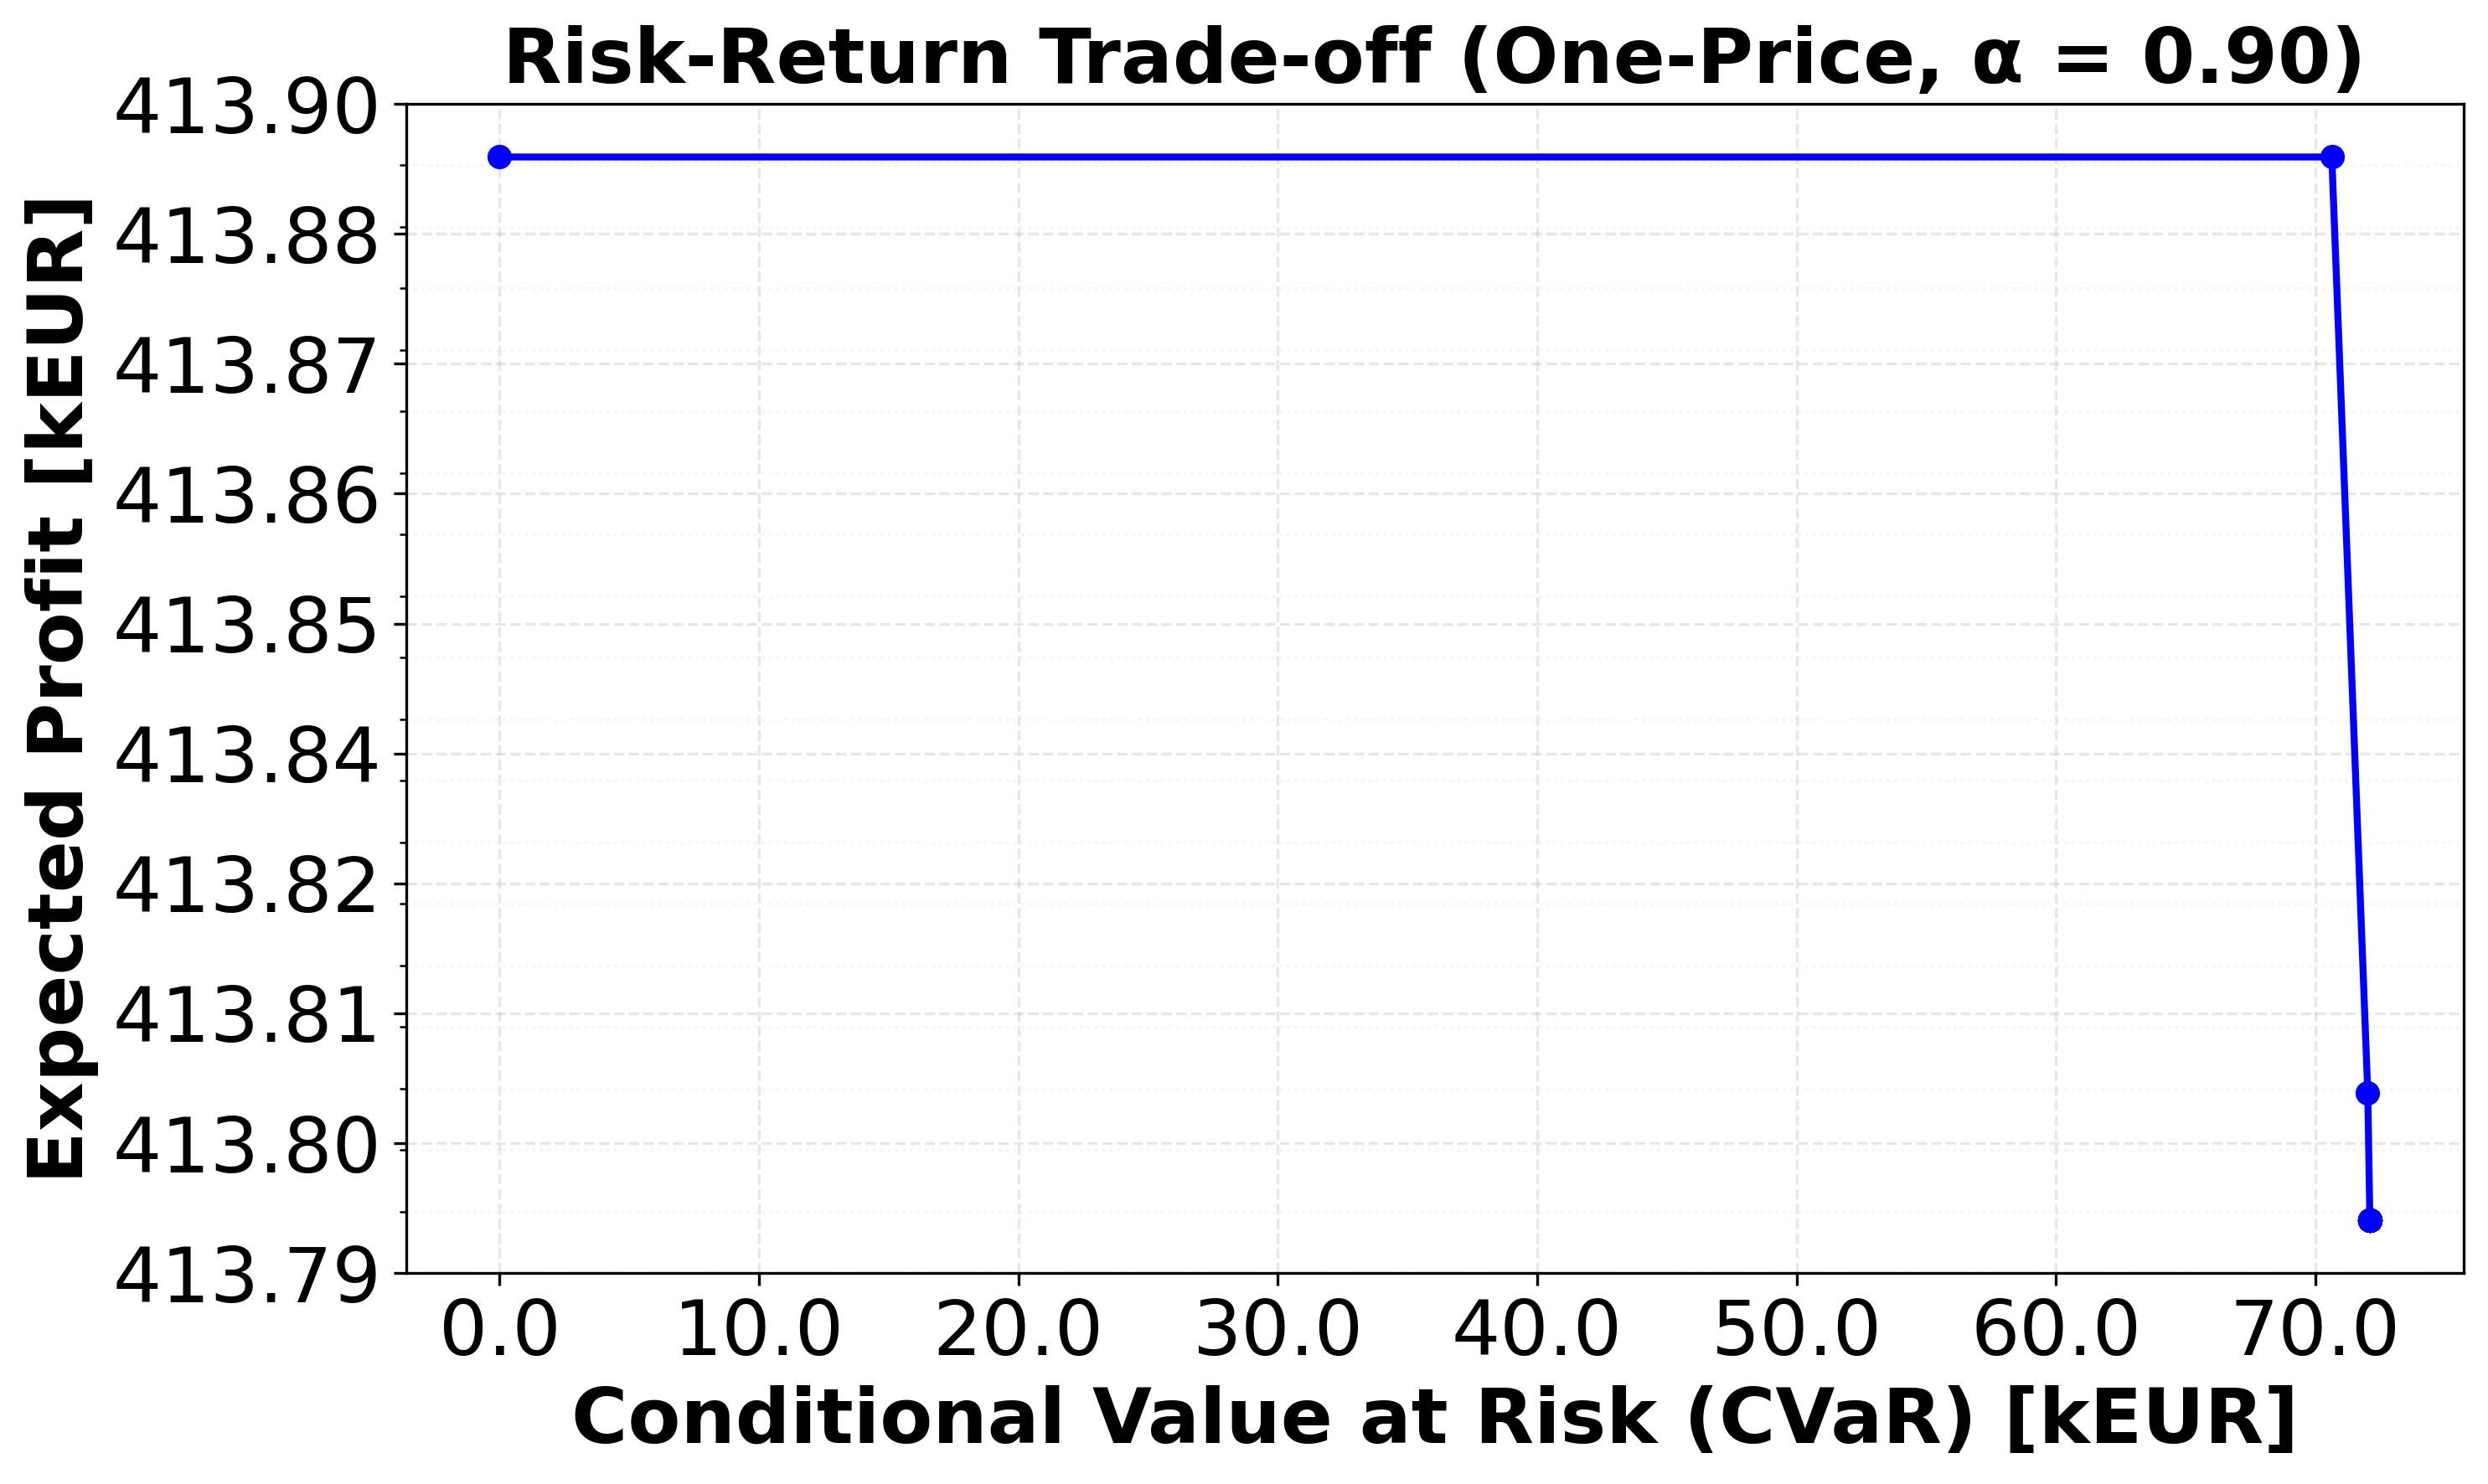 Risk-Return Trade-off (One-Price, α = 0.90)
Expected Profit [kEUR]
413.90
413.88
413.87
413.86
413.85
413.84
413.82
413.81
413.80
413.79
0.0 10.0 20.0 30.0 40.0 50.0 60.0 70.0
Conditional Value at Risk (CVaR) [kEUR]